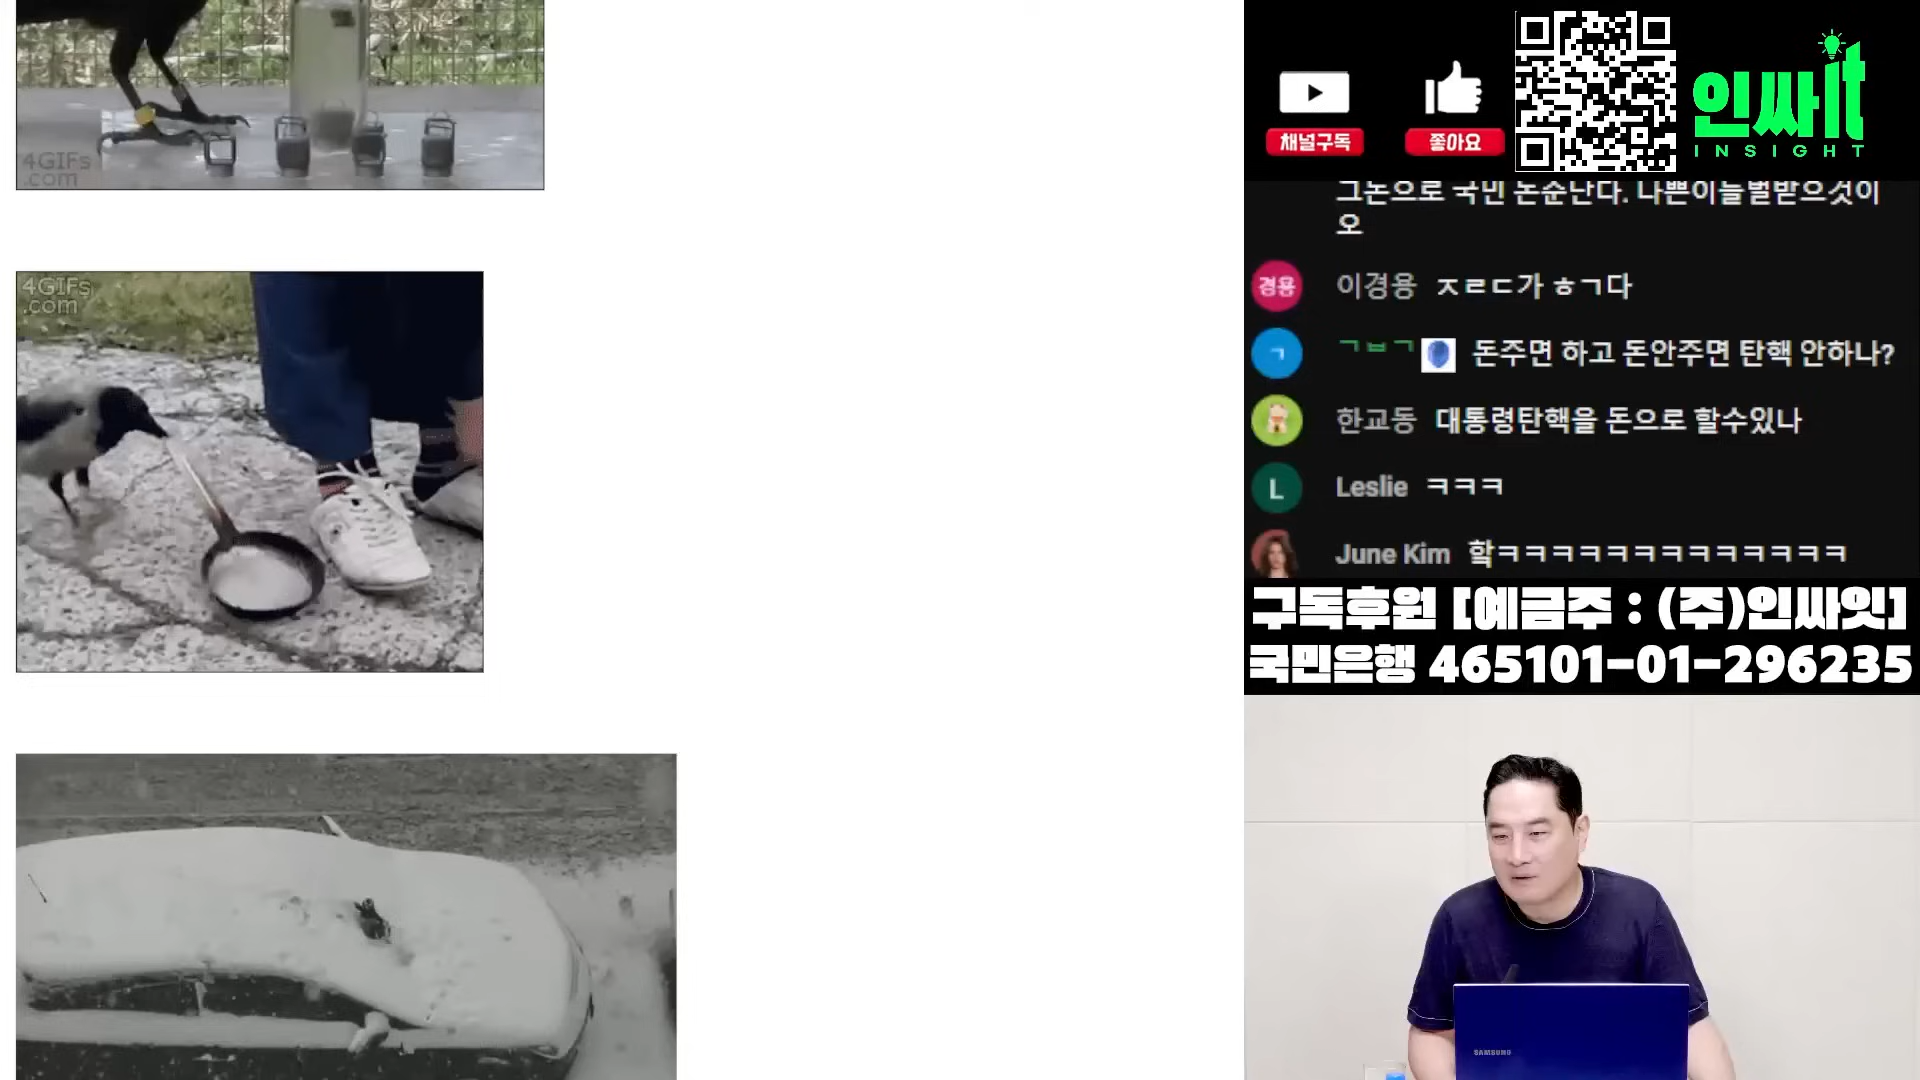 4GIFs
.com
4GIFs
.com
채널구독
좋아요
인싸it
INSIGHT
그돈으로 국민 돈준난다. 나쁜이들벌받으것이
오
경용
이경용 ㅈㄹㄷ가 ㅎㄱ다
ㄱ
ㄱㅂㄱ 돈주면 하고 돈안주면 탄핵 안하나?
한교동 대통령탄핵을 돈으로 할수있나
L
Leslie ㅋㅋㅋ
June Kim 핰ㅋㅋㅋㅋㅋㅋㅋㅋㅋㅋㅋㅋㅋ
구독후원 [예금주 : (주)인싸잇]
국민은행 465101-01-296235
SAMSUNG